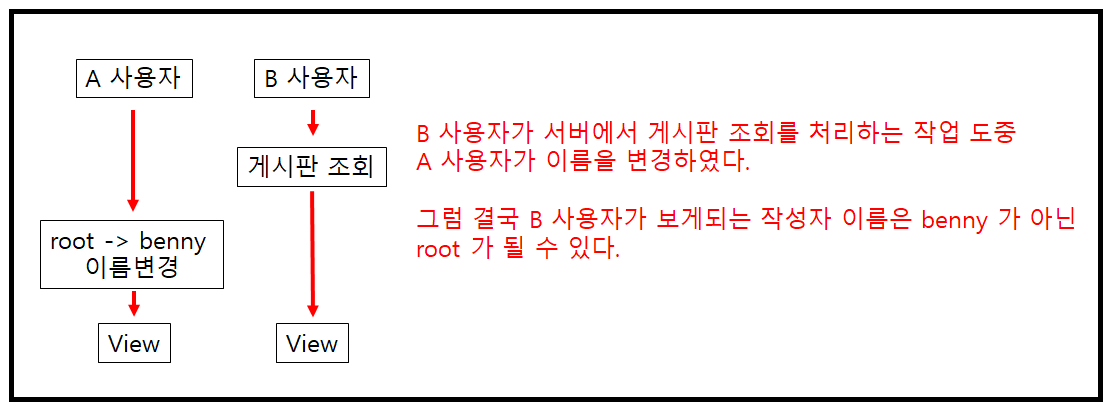 A 사용자
B 사용자
게시판 조회
root -> benny
이름변경
View
View
B 사용자가 서버에서 게시판 조회를 처리하는 작업 도중
A 사용자가 이름을 변경하였다.
그럼 결국 B 사용자가 보게되는 작성자 이름은 benny 가 아닌
root 가 될 수 있다.